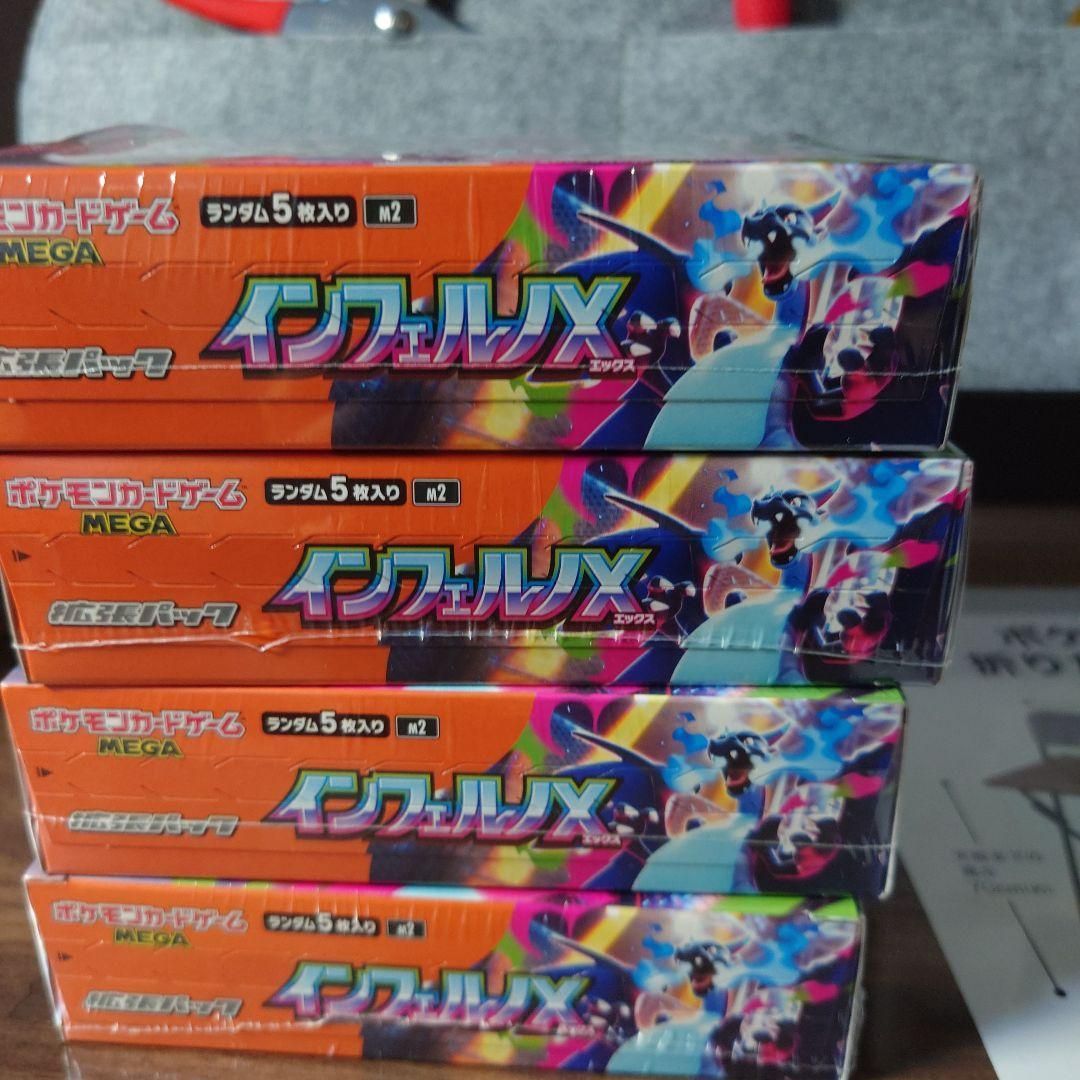 モンカードゲーム
MEGA
ランダム5枚入り M2
インフェルノX
エックス
拡張パック
ポケモンカードゲーム
MEGA
ランダム5枚入り M2
インフェルノX
エックス
拡張パック
ポケモンカードゲーム
MEGA
ランダム5枚入り M2
インフェルノX
エックス
拡張パック
ポケモンカードゲーム
MEGA
ランダム5枚入り M2
インフェルノX
拡張パック
折り
700mm